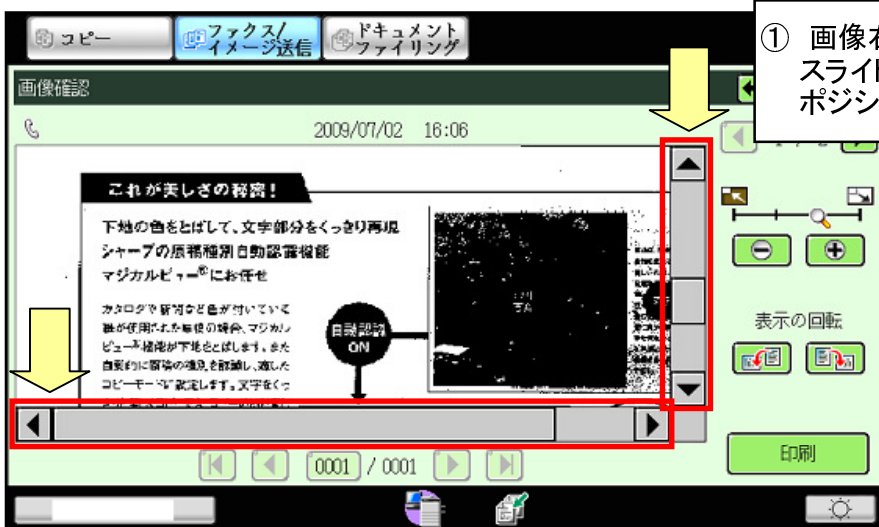 コピー
ファクス/
イメージ送信
ドキュメント
ファイリング
① 画像
スライ
ポジシ
画像確認
2009/07/02 16:06
これが美しさの秘密!
下地の色をとばして、文字部分をくっきり再現
シャープの原稿種別自動認識機能
マジカルビュー®にお任せ
自動認識
ON
表示の回転
0001 / 0001
印刷